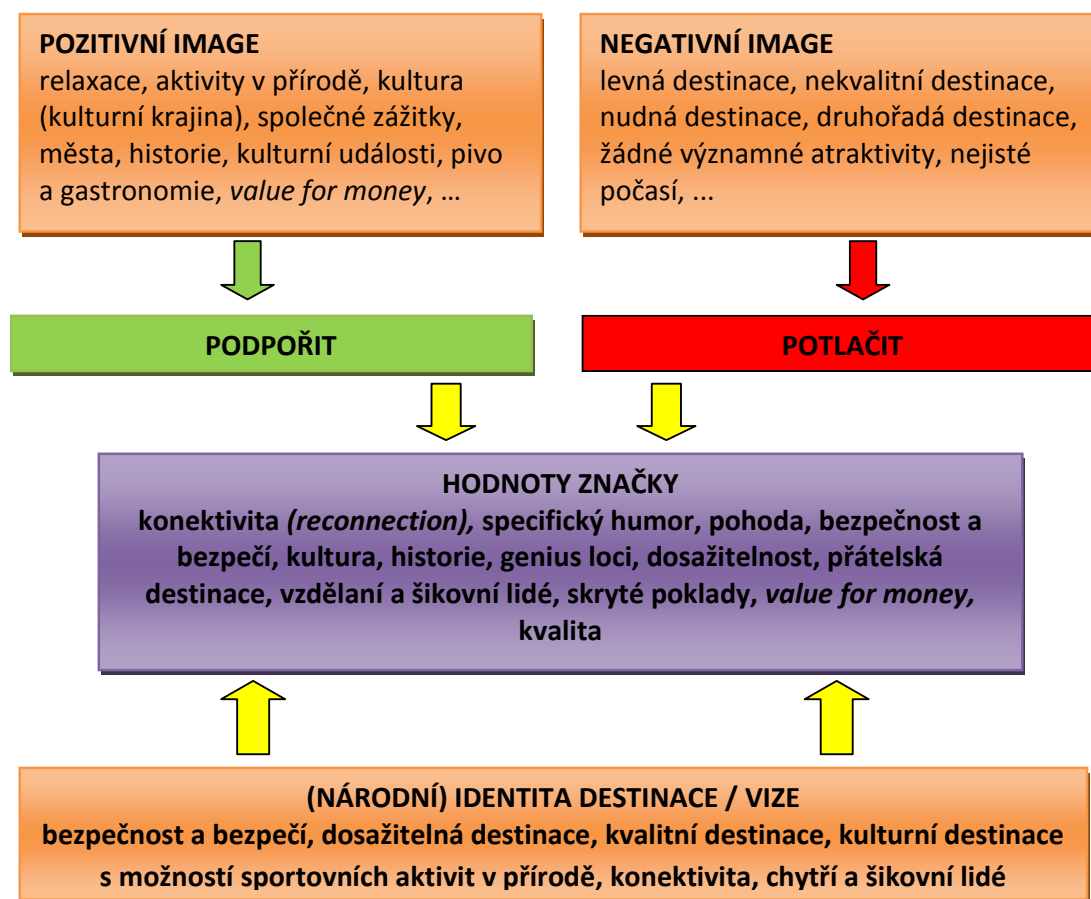 POZITIVNÍ IMAGE
relaxace, aktivity v přírodě, kultura
(kulturní krajina), společné zážitky,
města, historie, kulturní události, pivo
a gastronomie, value for money, …
NEGATIVNÍ IMAGE
levná destinace, nekvalitní destinace,
nudná destinace, druhořadá destinace,
žádné významné atraktivity, nejisté
počasí, ...
PODPOŘIT
POTLAČIT
HODNOTY ZNAČKY
konektivita (reconnection), specifický humor, pohoda, bezpečnost a
bezpečí, kultura, historie, genius loci, dosažitelnost, přátelská
destinace, vzdělaní a šikovní lidé, skryté poklady, value for money,
kvalita
(NÁRODNÍ) IDENTITA DESTINACE / VIZE
bezpečnost a bezpečí, dosažitelná destinace, kvalitní destinace, kulturní destinace
s možností sportovních aktivit v přírodě, konektivita, chytří a šikovní lidé